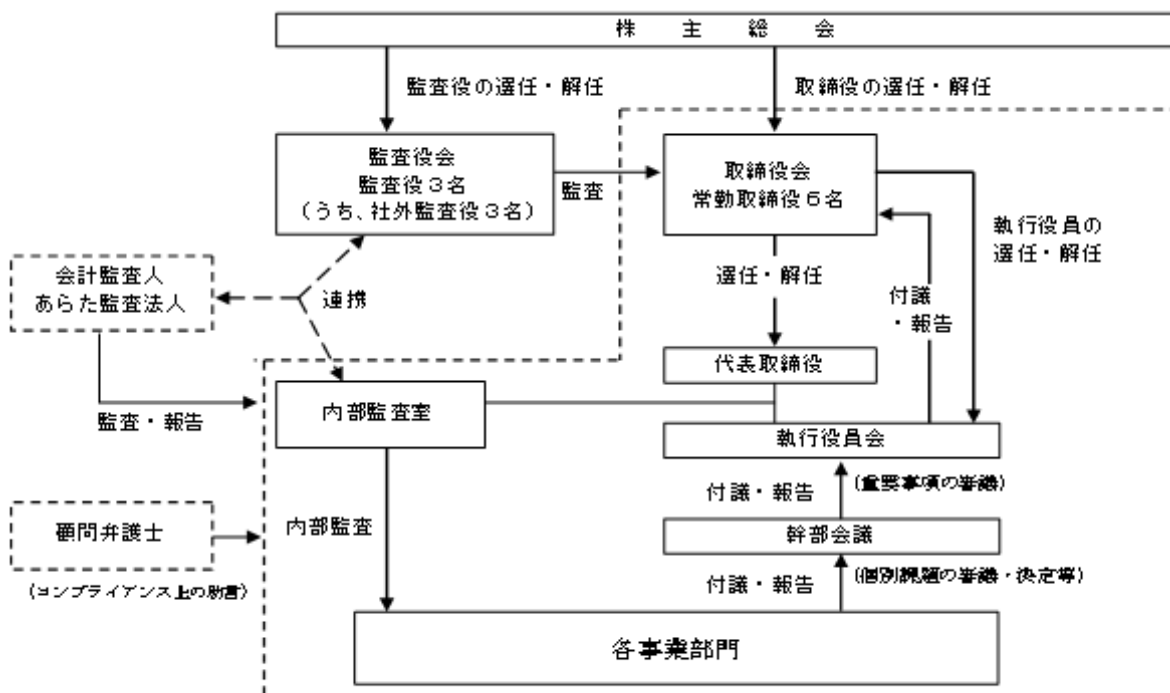 株主総会
監査役の選任・解任
取締役の選任・解任
監査役会
監査役３名
（うち、社外監査役３名）
監査
取締役会
常勤取締役６名
執行役員の
選任・解任
会計監査人
あらた監査法人
連携
選任・解任
付議
・報告
代表取締役
監査・報告
内部監査室
執行役員会
(重要事項の審議)
付議・報告
顧問弁護士
内部監査
幹部会議
(コンプライアンス上の助言)
付議・報告
(個別課題の審議・決定等)
各事業部門